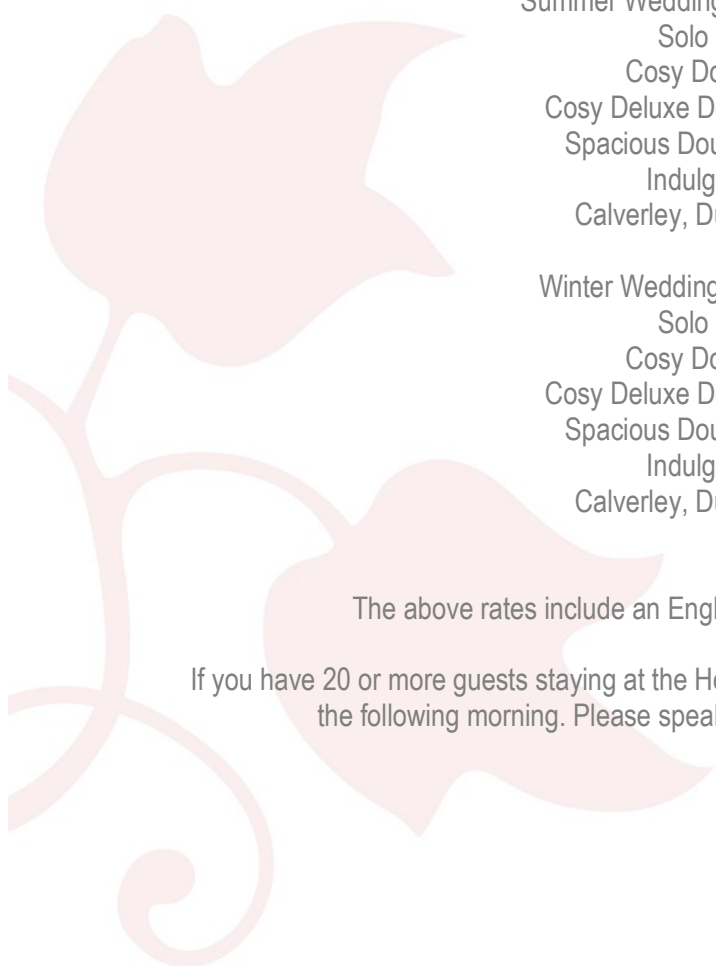 Summer Wedding
Solo
Cosy Do
Cosy Deluxe D
Spacious Dou
Indulg
Calverley, Du
Winter Wedding
Solo
Cosy Do
Cosy Deluxe D
Spacious Dou
Indulg
Calverley, Du
The above rates include an Engl
If you have 20 or more guests staying at the Ho
the following morning. Please speak